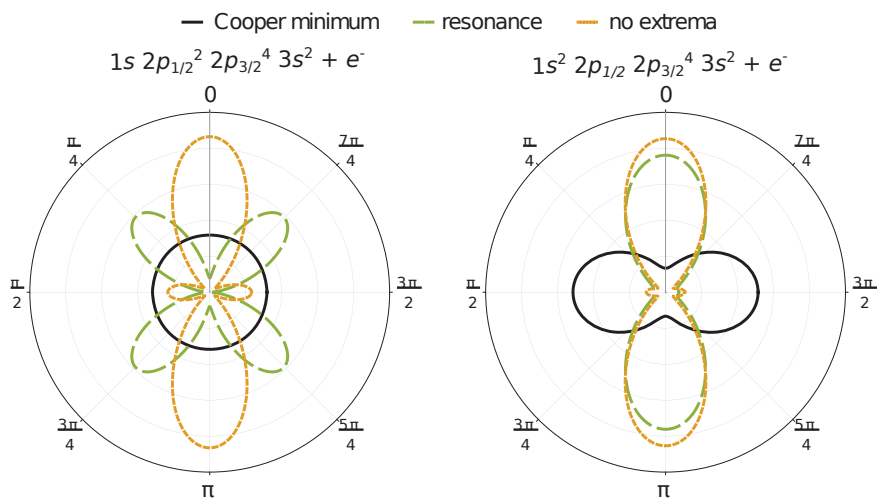 Cooper minimum resonance no extrema
1s 2p₁/₂² 2p₃/₂⁴ 3s² + e⁻
1s² 2p₁/₂ 2p₃/₂⁴ 3s² + e⁻
0
π/4
7π/4
π/2
3π/2
3π/4
5π/4
π
0
π/4
7π/4
π/2
3π/2
3π/4
5π/4
π